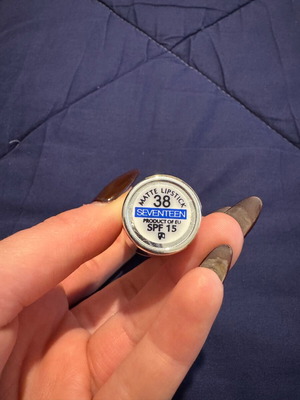 MATTE LIPSTICK
38
SEVENTEEN
PRODUCT OF EU
SPF 15